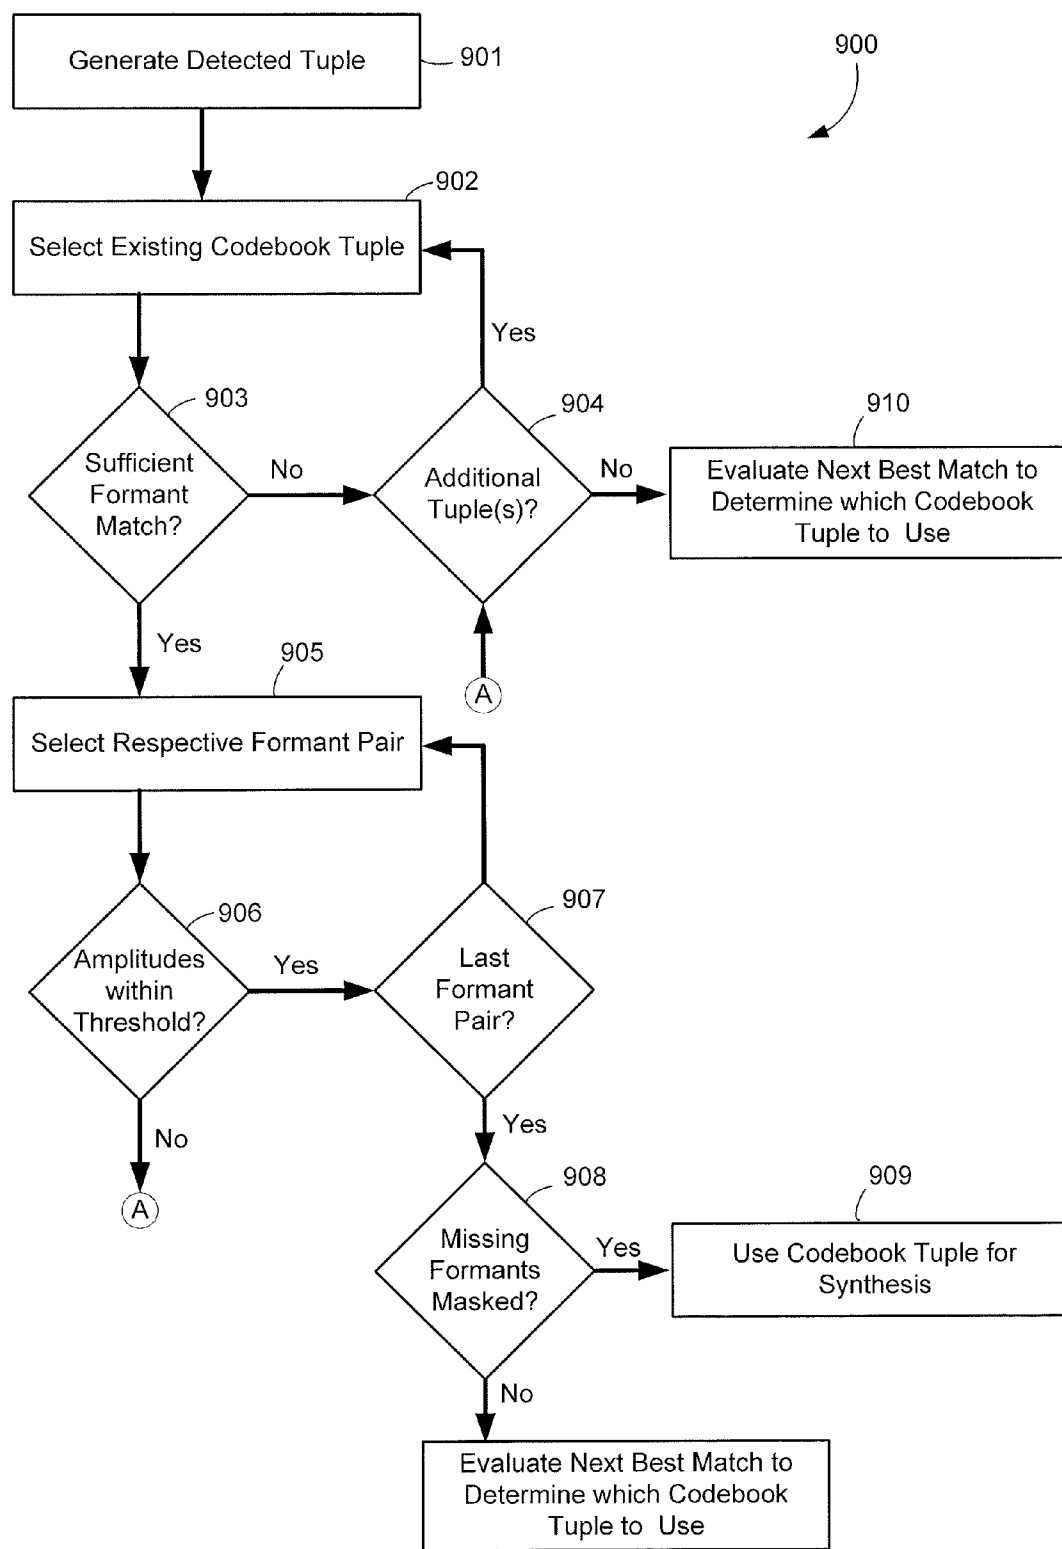 Generate Detected Tuple
901
900
902
Select Existing Codebook Tuple
Yes
903
904
910
Sufficient
Formant
Match?
No
Additional
Tuple(s)?
No
Evaluate Next Best Match to
Determine which Codebook
Tuple to Use
Yes
905
A
Select Respective Formant Pair
906
907
Amplitudes
within
Threshold?
Yes
Last
Formant
Pair?
No
Yes
A
908
909
Missing
Formants
Masked?
Yes
Use Codebook Tuple for
Synthesis
No
Evaluate Next Best Match to
Determine which Codebook
Tuple to Use